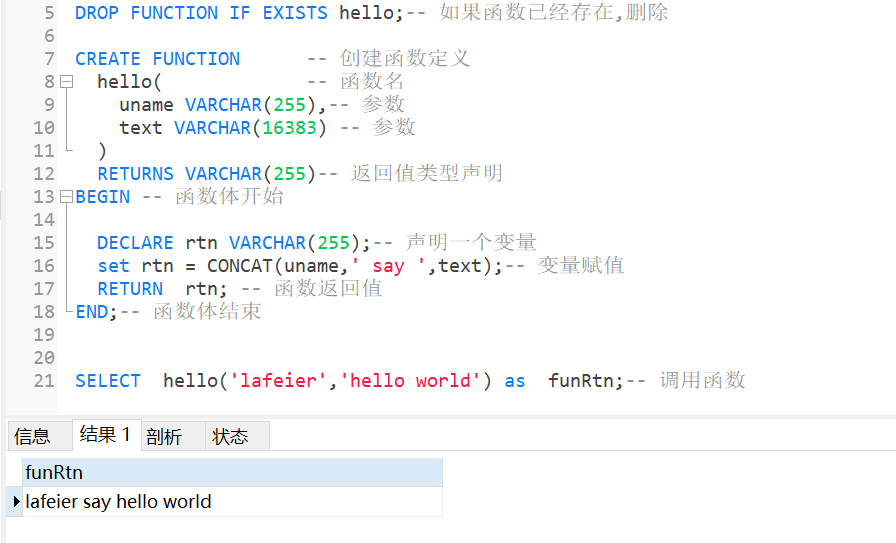 5 DROP FUNCTION IF EXISTS hello;-- 如果函数已经存在,删除
6
7 CREATE FUNCTION      -- 创建函数定义
8   hello(             -- 函数名
9     uname VARCHAR(255),-- 参数
10     text VARCHAR(16383) -- 参数
11   )
12   RETURNS VARCHAR(255)-- 返回值类型声明
13 BEGIN -- 函数体开始
14
15   DECLARE rtn VARCHAR(255);-- 声明一个变量
16   set rtn = CONCAT(uname,' say ',text);-- 变量赋值
17   RETURN  rtn; -- 函数返回值
18 END;-- 函数体结束
19
20
21 SELECT  hello('lafeier','hello world') as  funRtn;-- 调用函数
信息 结果 1 剖析 状态
funRtn
lafeier say hello world